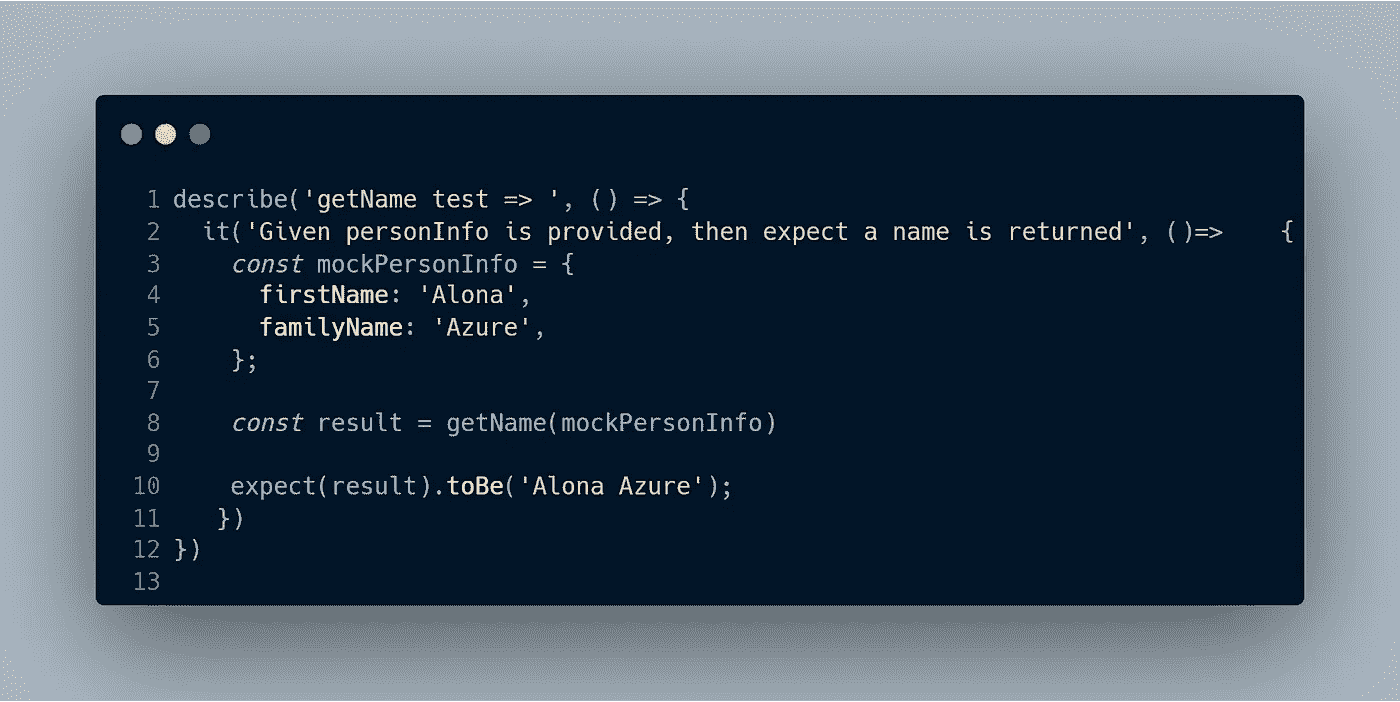 1 describe('getName test => ', () => {
2   it('Given personInfo is provided, then expect a name is returned', ()=>    {
3     const mockPersonInfo = {
4       firstName: 'Alona',
5       familyName: 'Azure',
6     };
7
8     const result = getName(mockPersonInfo)
9
10     expect(result).toBe('Alona Azure');
11    })
12 })
13